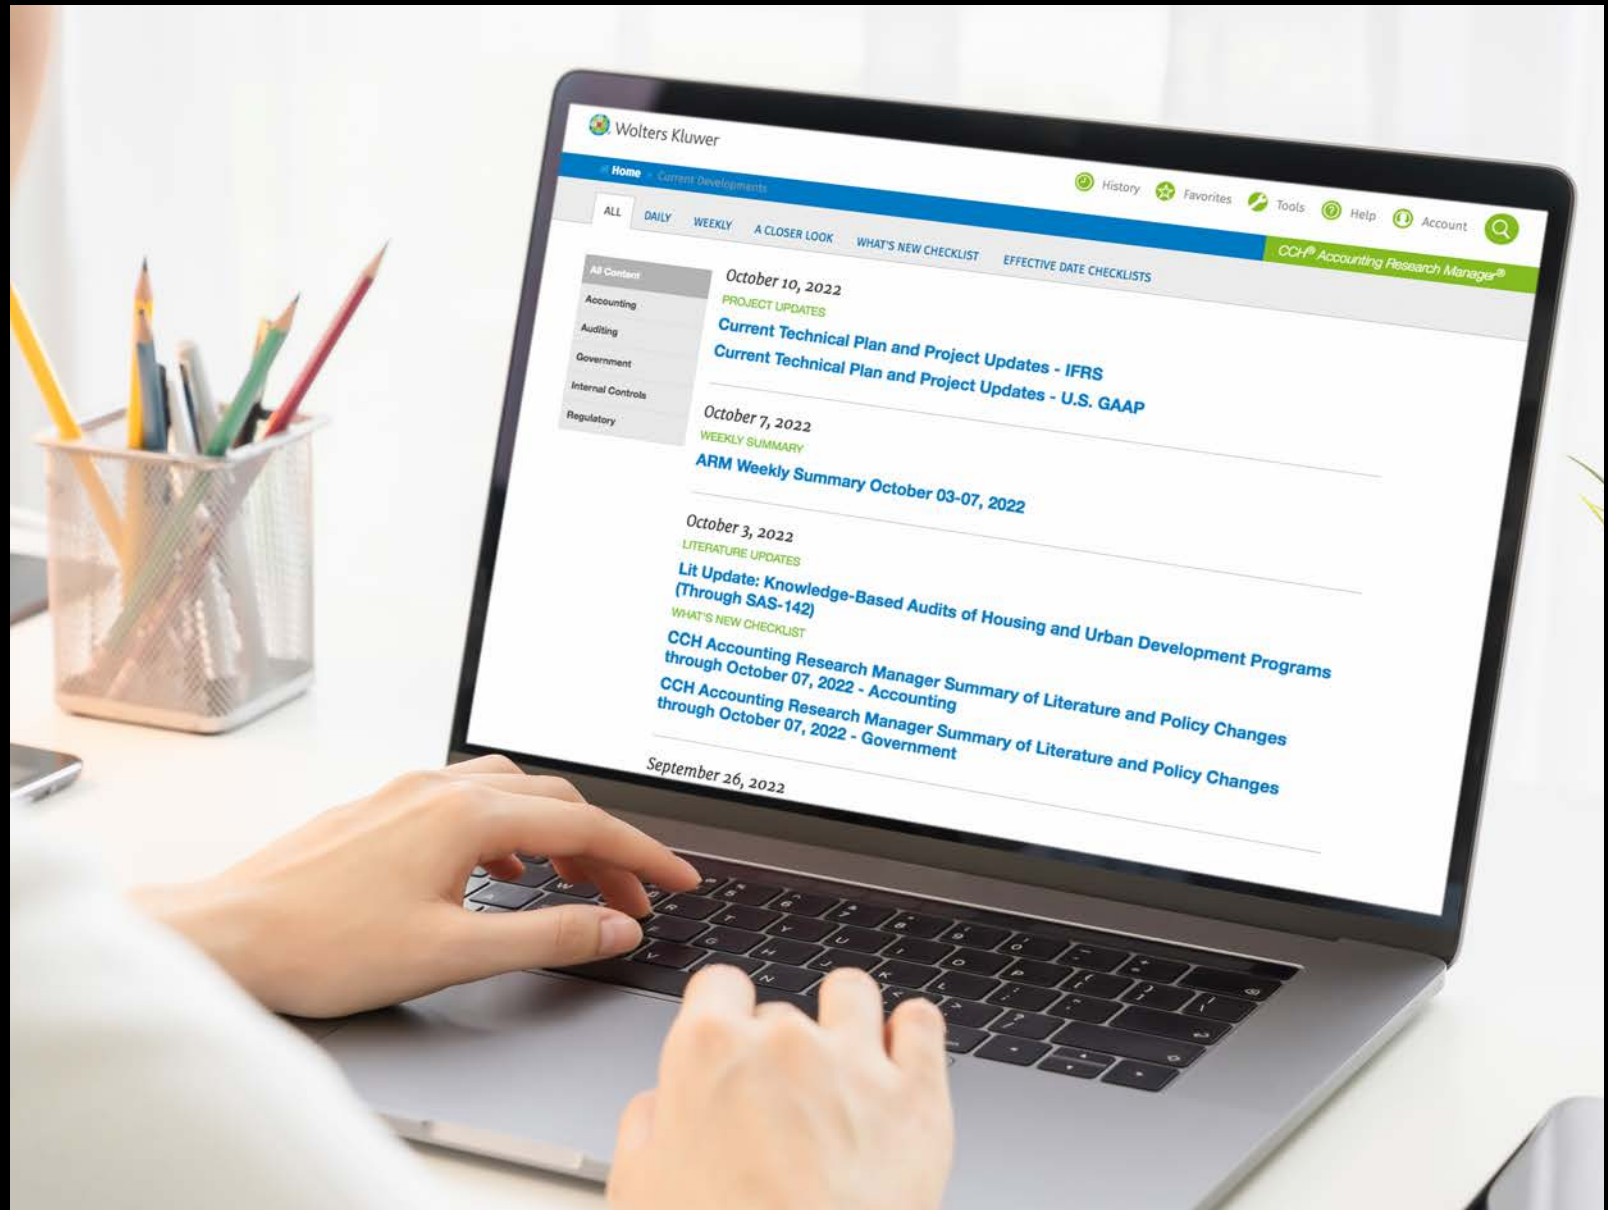 Wolters Kluwer
History Favorites Tools Help Account
Home Current Developments
CCH® Accounting Research Manager®
ALL DAILY WEEKLY A CLOSER LOOK WHAT'S NEW CHECKLIST EFFECTIVE DATE CHECKLISTS
All Content
Accounting
Auditing
Government
Internal Controls
Regulatory
October 10, 2022
PROJECT UPDATES
Current Technical Plan and Project Updates - IFRS
Current Technical Plan and Project Updates - U.S. GAAP
October 7, 2022
WEEKLY SUMMARY
ARM Weekly Summary October 03-07, 2022
October 3, 2022
LITERATURE UPDATES
Lit Update: Knowledge-Based Audits of Housing and Urban Development Programs
(Through SAS-142)
WHAT'S NEW CHECKLIST
CCH Accounting Research Manager Summary of Literature and Policy Changes
through October 07, 2022 - Accounting
CCH Accounting Research Manager Summary of Literature and Policy Changes
through October 07, 2022 - Government
September 26, 2022